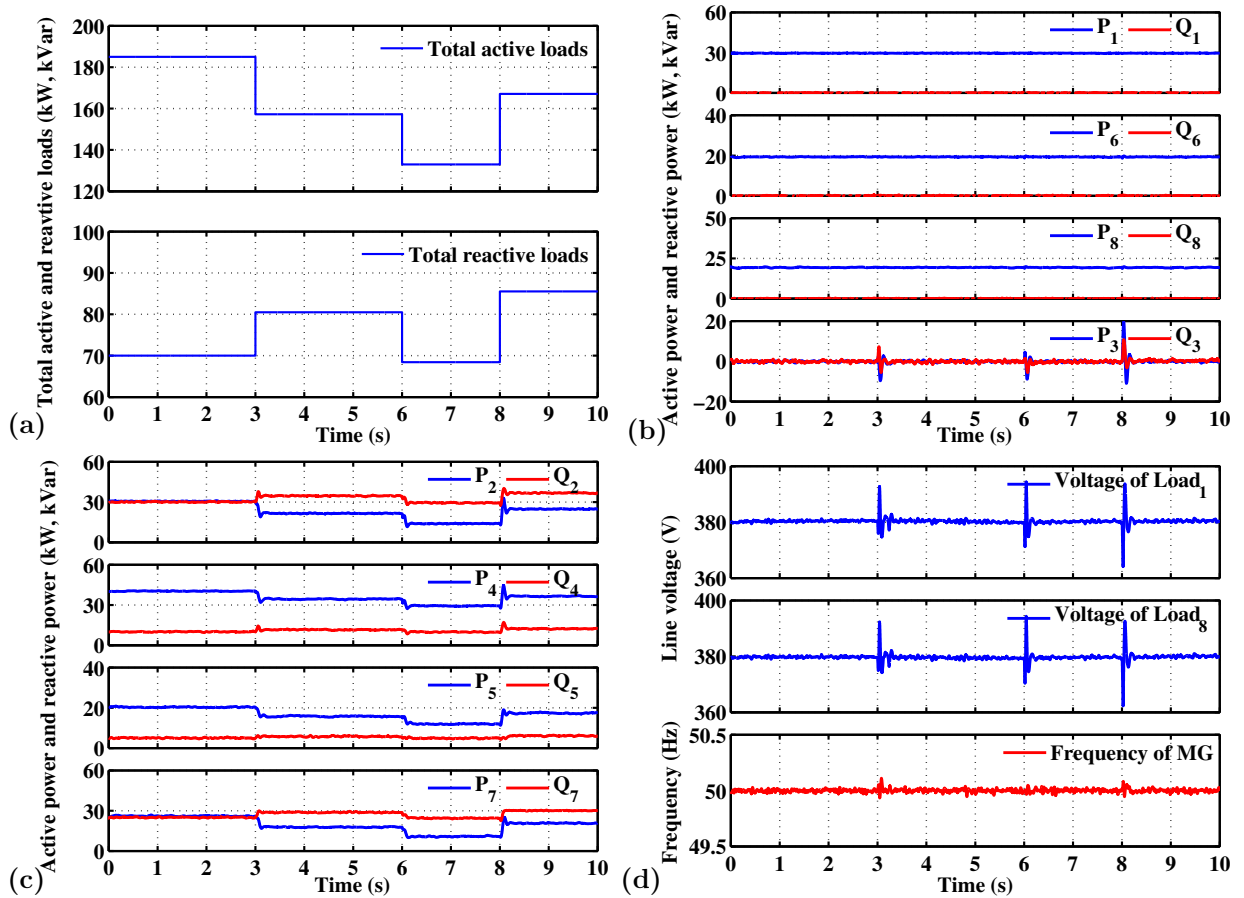 Total active and reavtive loads (kW, kVar)
200
180
160
140
120
Total active loads
100
90
80
70
60
Total reactive loads
0 1 2 3 4 5 6 7 8 9 10
Time (s)
(a)
Active power and reactive power (kW, kVar)
60
30
0
P1 Q1
40
20
0
P6 Q6
50
25
0
P8 Q8
20
0
−20
P3 Q3
0 1 2 3 4 5 6 7 8 9 10
Time (s)
(b)
Active power and reactive power (kW, kVar)
60
30
0
P2 Q2
60
30
0
P4 Q4
40
20
0
P5 Q5
60
30
0
P7 Q7
0 1 2 3 4 5 6 7 8 9 10
Time (s)
(c)
Line voltage (V)
400
380
360
Voltage of Load1
400
380
360
Voltage of Load8
Frequency (Hz)
50.5
50
49.5
Frequency of MG
0 1 2 3 4 5 6 7 8 9 10
Time (s)
(d)